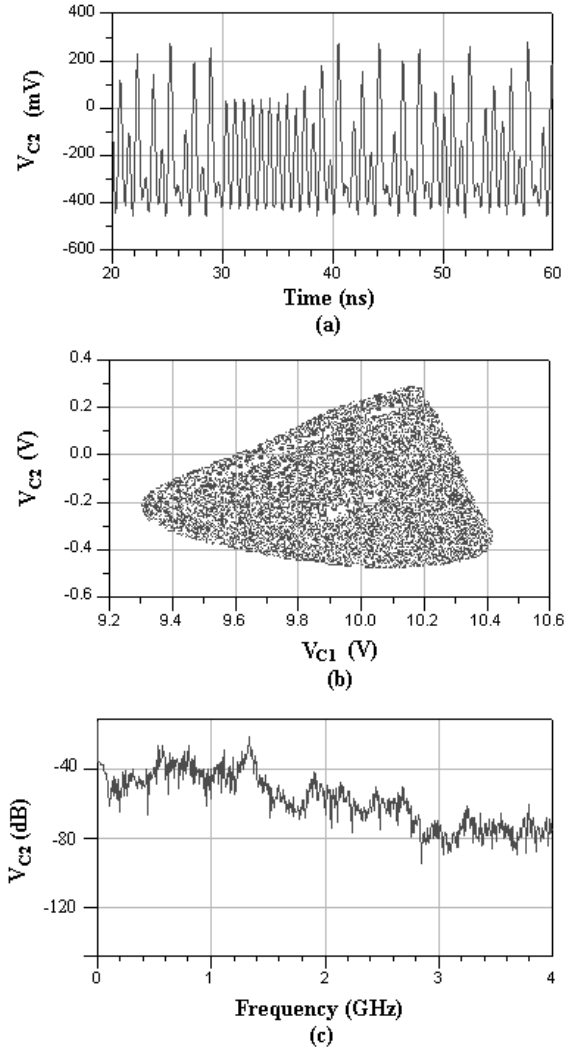 400
200
0
-200
-400
-600
V_C2 (mV)
20 30 40 50 60
Time (ns)
(a)
0.4
0.2
0.0
-0.2
-0.4
-0.6
V_C2 (V)
9.2 9.4 9.6 9.8 10.0 10.2 10.4 10.6
V_C1 (V)
(b)
-40
-80
-120
V_C2 (dB)
0 1 2 3 4
Frequency (GHz)
(c)